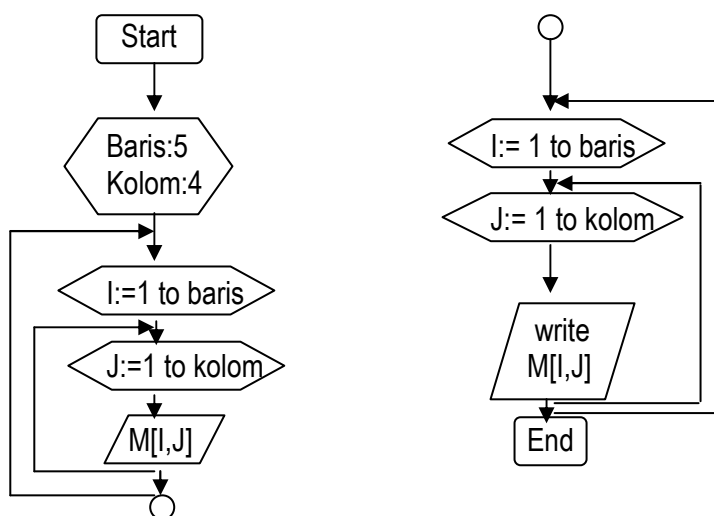 Start
Baris:5
Kolom:4
I:=1 to baris
J:=1 to kolom
M[I,J]
I:= 1 to baris
J:= 1 to kolom
write
M[I,J]
End